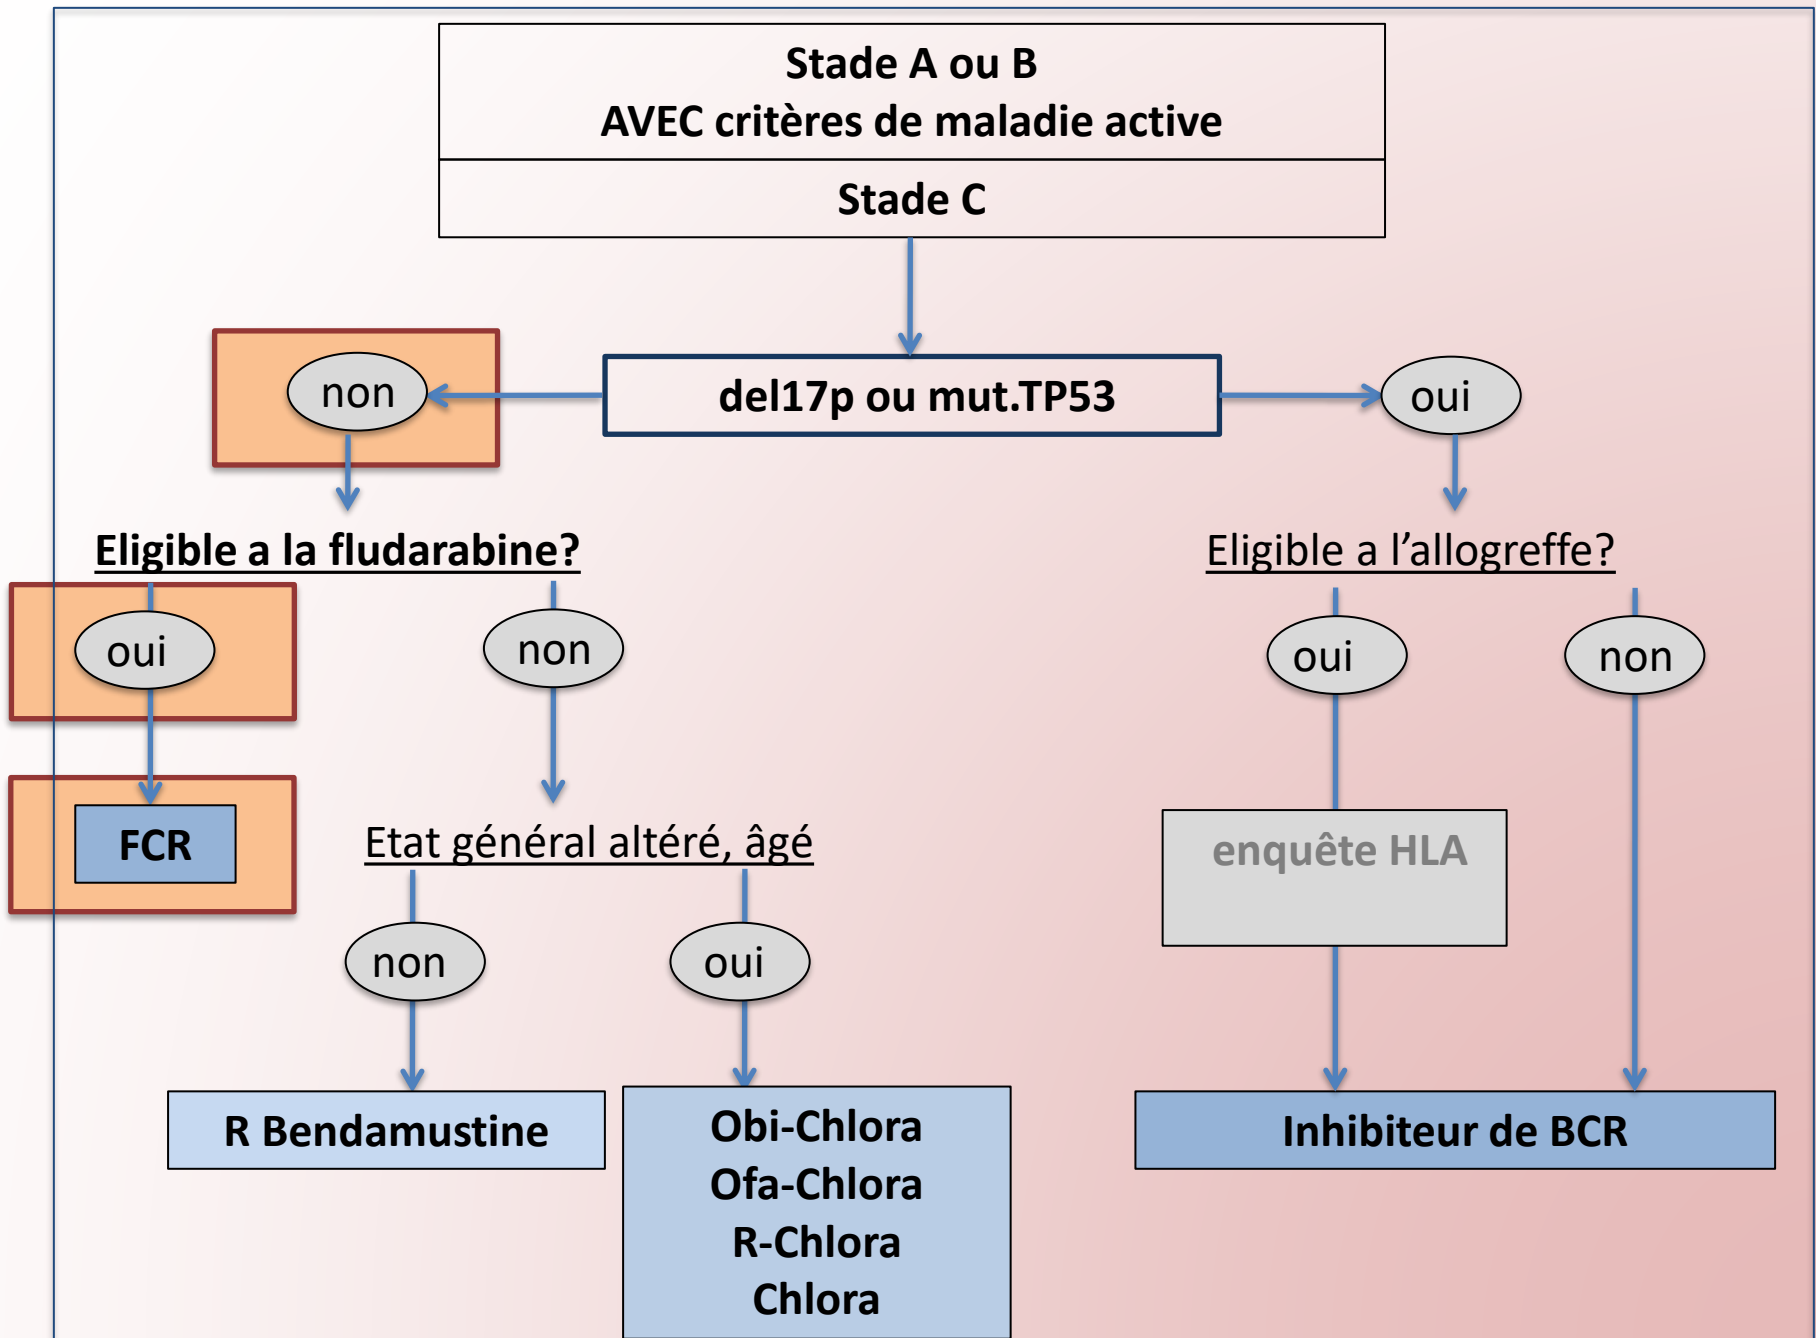 Stade A ou B
AVEC critères de maladie active
Stade C
non
del17p ou mut.TP53
oui
Eligible a la fludarabine?
Eligible a l'allogreffe?
oui
non
oui
non
FCR
Etat général altéré, âgé
enquête HLA
non
oui
R Bendamustine
Obi-Chlora
Ofa-Chlora
R-Chlora
Chlora
Inhibiteur de BCR